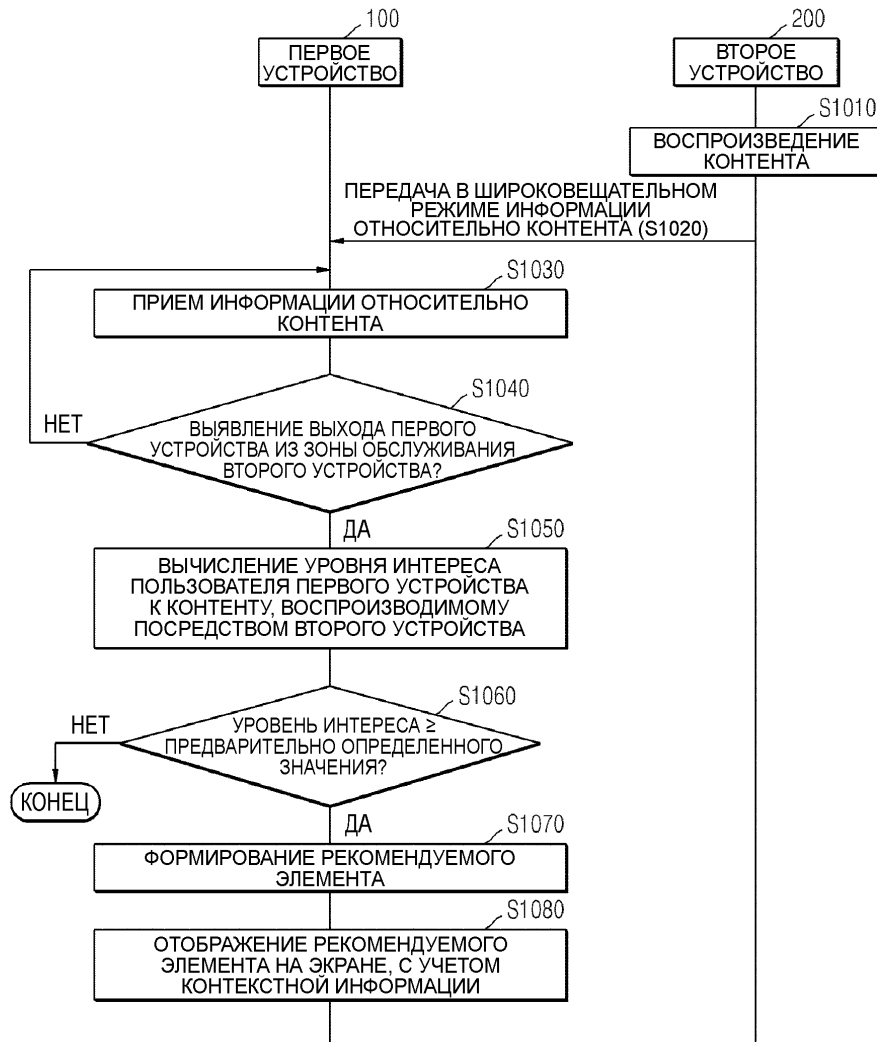 100
ПЕРВОЕ
УСТРОЙСТВО
200
ВТОРОЕ
УСТРОЙСТВО
S1010
ВОСПРОИЗВЕДЕНИЕ
КОНТЕНТА
ПЕРЕДАЧА В ШИРОКОВЕЩАТЕЛЬНОМ
РЕЖИМЕ ИНФОРМАЦИИ
ОТНОСИТЕЛЬНО КОНТЕНТА (S1020)
S1030
ПРИЕМ ИНФОРМАЦИИ ОТНОСИТЕЛЬНО
КОНТЕНТА
S1040
НЕТ
ВЫЯВЛЕНИЕ ВЫХОДА ПЕРВОГО
УСТРОЙСТВА ИЗ ЗОНЫ ОБСЛУЖИВАНИЯ
ВТОРОГО УСТРОЙСТВА?
ДА
S1050
ВЫЧИСЛЕНИЕ УРОВНЯ ИНТЕРЕСА
ПОЛЬЗОВАТЕЛЯ ПЕРВОГО УСТРОЙСТВА
К КОНТЕНТУ, ВОСПРОИЗВОДИМОМУ
ПОСРЕДСТВОМ ВТОРОГО УСТРОЙСТВА
S1060
НЕТ
УРОВЕНЬ ИНТЕРЕСА ≥
ПРЕДВАРИТЕЛЬНО ОПРЕДЕЛЕННОГО
ЗНАЧЕНИЯ?
КОНЕЦ
ДА
S1070
ФОРМИРОВАНИЕ РЕКОМЕНДУЕМОГО
ЭЛЕМЕНТА
S1080
ОТОБРАЖЕНИЕ РЕКОМЕНДУЕМОГО
ЭЛЕМЕНТА НА ЭКРАНЕ, С УЧЕТОМ
КОНТЕКСТНОЙ ИНФОРМАЦИИ